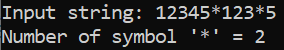 Input string: 12345*123*5
Number of symbol '*' = 2